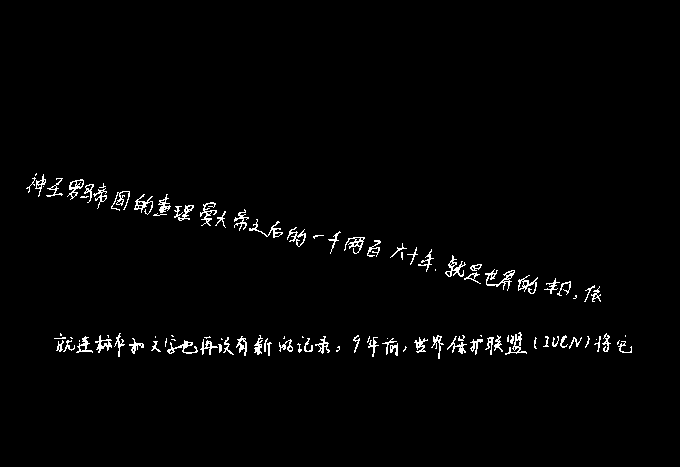 神圣罗马帝国的查理曼大帝之后的一千两百六十年,就是世界的末日。依
就连标本和文字也再没有新的记录。9年前,世界保护联盟(IUCN)将它